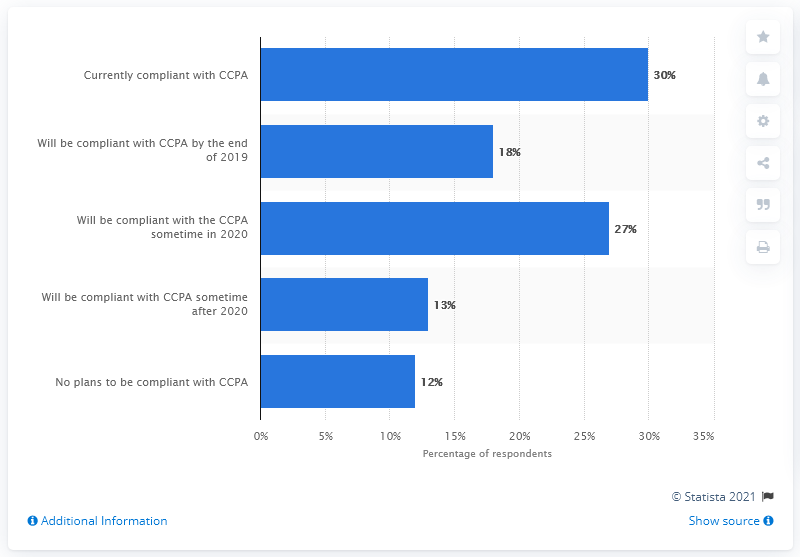 Currently compliant with CCPA
30%
Will be compliant with CCPA by the end
of 2019
18%
Will be compliant with the CCPA
sometime in 2020
27%
Will be compliant with CCPA sometime
after 2020
13%
No plans to be compliant with CCPA
12%
0% 5% 10% 15% 20% 25% 30% 35%
Percentage of respondents
© Statista 2021
Additional Information
Show source